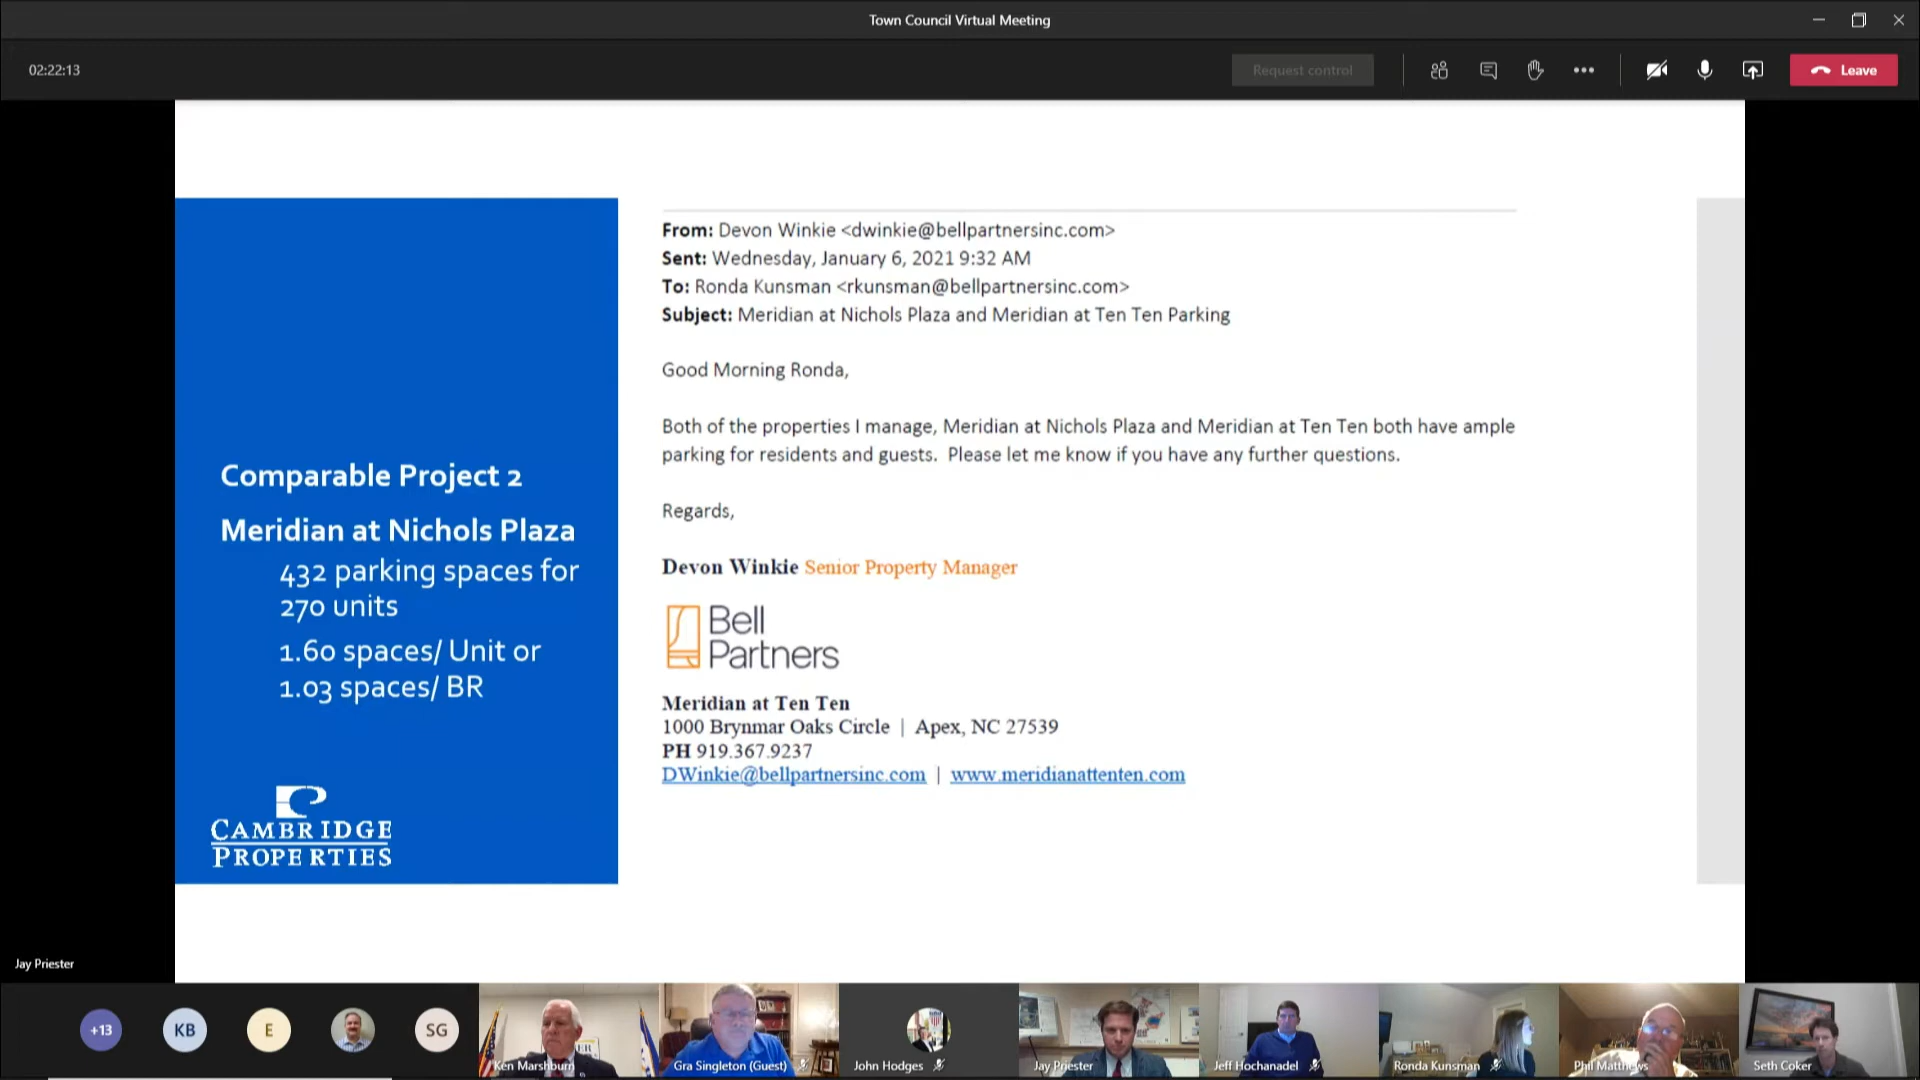 Town Council Virtual Meeting
02:22:13
Request control
Leave
From: Devon Winkie <dwinkie@bellpartnersinc.com>
Sent: Wednesday, January 6, 2021 9:32 AM
To: Ronda Kunsman <rkunsman@bellpartnersinc.com>
Subject: Meridian at Nichols Plaza and Meridian at Ten Ten Parking
Good Morning Ronda,
Both of the properties I manage, Meridian at Nichols Plaza and Meridian at Ten Ten both have ample
parking for residents and guests. Please let me know if you have any further questions.
Regards,
Devon Winkie Senior Property Manager
Bell
Partners
Meridian at Ten Ten
1000 Brynmar Oaks Circle | Apex, NC 27539
PH 919.367.9237
DWinkie@bellpartnersinc.com | www.meridianattenten.com
Comparable Project 2
Meridian at Nichols Plaza
432 parking spaces for
270 units
1.60 spaces/ Unit or
1.03 spaces/ BR
CAMBRIDGE
PROPERTIES
Jay Priester
+13
KB
E
SG
Ken Marshburn
Gra Singleton (Guest)
John Hodges
Jay Priester
Jeff Hochanadel
Ronda Kunsman
Phil Matthews
Seth Coker